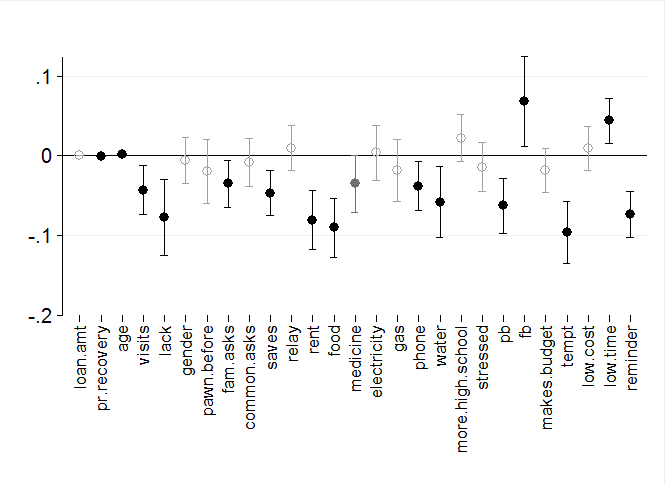 .1
0
-.1
-.2
loan.amt
pr.recovery
age
visits
lack
gender
pawn.before
fam.asks
common.asks
saves
relay
rent
food
medicine
electricity
gas
phone
water
more.high.school
stressed
pb
fb
makes.budget
tempt
low.cost
low.time
reminder